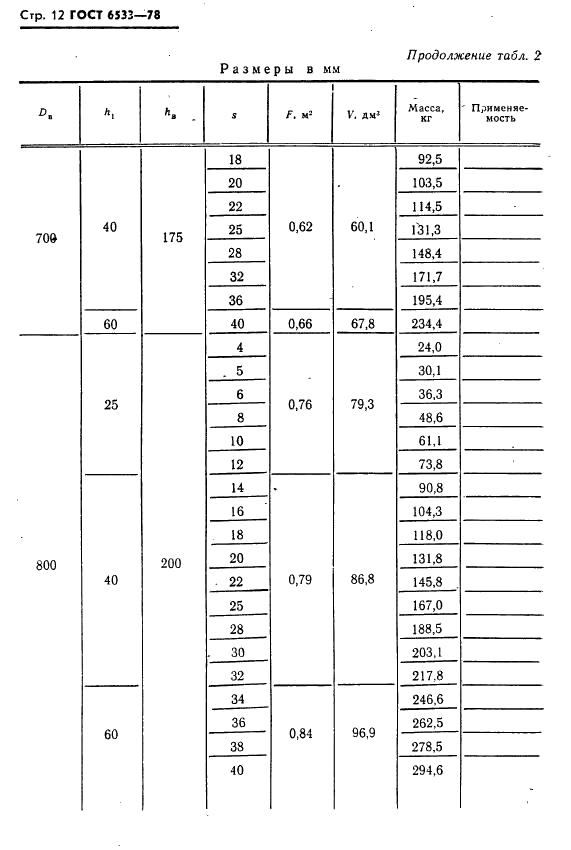 Стр. 12 ГОСТ 6533—78
Продолжение табл. 2
Размеры в мм
Dв h1 hв s F, м² V, дм³ Масса, кг Применяе-мость
700 40 175 18 0,62 60,1 92,5
20 103,5
22 114,5
25 131,3
28 148,4
32 171,7
36 195,4
60 40 0,66 67,8 234,4
800 25 200 4 0,76 79,3 24,0
5 30,1
6 36,3
8 48,6
10 61,1
12 73,8
40 14 0,79 86,8 90,8
16 104,3
18 118,0
20 131,8
22 145,8
25 167,0
28 188,5
30 203,1
32 217,8
60 34 0,84 96,9 246,6
36 262,5
38 278,5
40 294,6